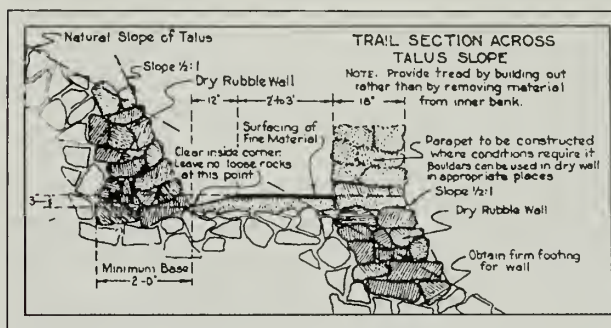 TRAIL SECTION ACROSS
TALUS SLOPE
NOTE. Provide tread by building out
rather than by removing material
from inner bank.
Natural Slope of Talus
Slope ½:1
Dry Rubble Wall
12"
2' to 3'
18"
Surfacing of
Fine Material
Clear inside corner.
Leave no loose rocks
at this point
Parapet to be constructed
where conditions require it
Boulders can be used in dry wall
in appropriate places
Slope ½:1
3"
Dry Rubble Wall
Obtain firm footing
for wall
Minimum Base
2'-0"